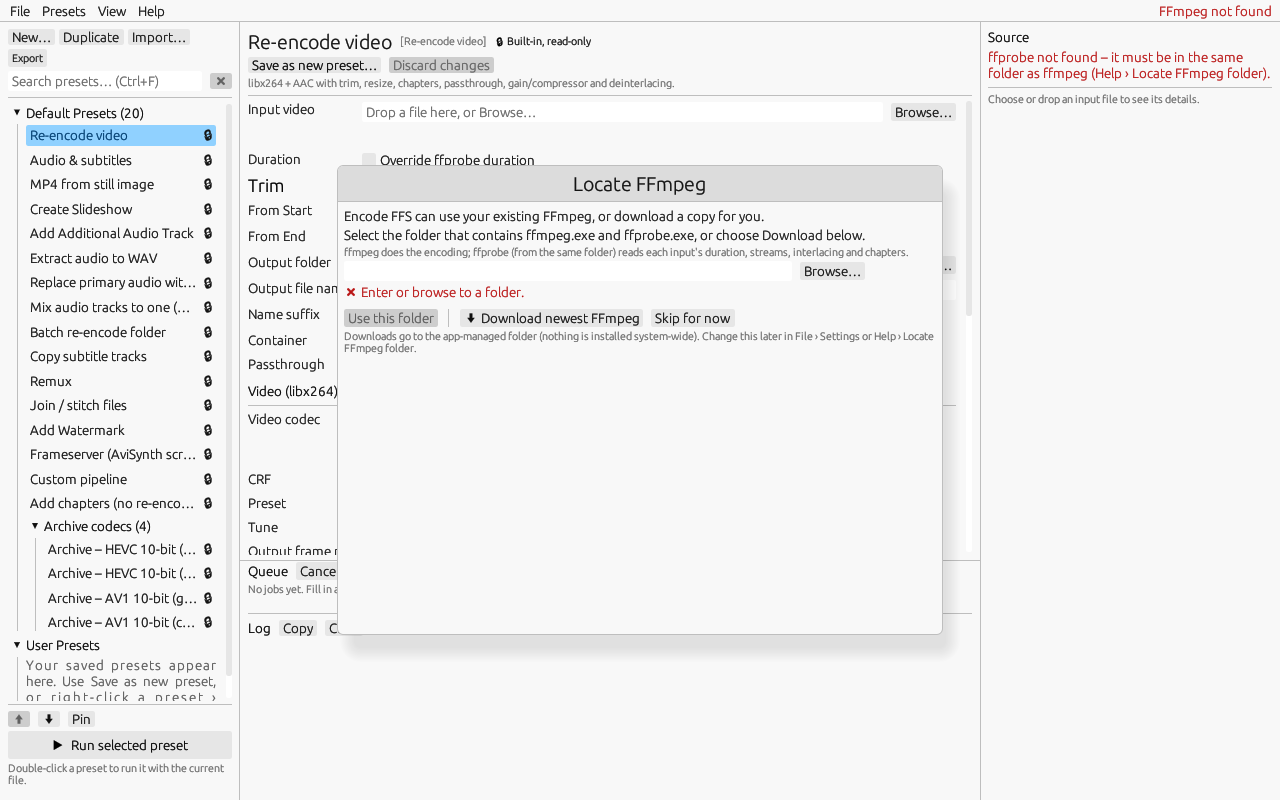 File Presets View Help
FFmpeg not found
New… Duplicate Import…
Export
Search presets… (Ctrl+F)
Default Presets (20)
Re-encode video
Audio & subtitles
MP4 from still image
Create Slideshow
Add Additional Audio Track
Extract audio to WAV
Replace primary audio wit…
Mix audio tracks to one (…
Batch re-encode folder
Copy subtitle tracks
Remux
Join / stitch files
Add Watermark
Frameserver (AviSynth scr…
Custom pipeline
Add chapters (no re-enco…
Archive codecs (4)
Archive – HEVC 10-bit (…
Archive – HEVC 10-bit (…
Archive – AV1 10-bit (g…
Archive – AV1 10-bit (c…
User Presets
Your saved presets appear
here. Use Save as new preset,
or right-click a preset ›
Pin
Run selected preset
Double-click a preset to run it with the current
file.
Re-encode video [Re-encode video] Built-in, read-only
Save as new preset… Discard changes
libx264 + AAC with trim, resize, chapters, passthrough, gain/compressor and deinterlacing.
Input video Drop a file here, or Browse… Browse…
Duration Override ffprobe duration
Trim
From Start
From End
Output folder
Output file nam
Name suffix
Container
Passthrough
Video (libx264)
Video codec
CRF
Preset
Tune
Output frame r
Queue Cance
No jobs yet. Fill in a
Log Copy C
Locate FFmpeg
Encode FFS can use your existing FFmpeg, or download a copy for you.
Select the folder that contains ffmpeg.exe and ffprobe.exe, or choose Download below.
ffmpeg does the encoding; ffprobe (from the same folder) reads each input's duration, streams, interlacing and chapters.
Browse…
Enter or browse to a folder.
Use this folder Download newest FFmpeg Skip for now
Downloads go to the app-managed folder (nothing is installed system-wide). Change this later in File › Settings or Help › Locate
FFmpeg folder.
Source
ffprobe not found – it must be in the same
folder as ffmpeg (Help › Locate FFmpeg folder).
Choose or drop an input file to see its details.